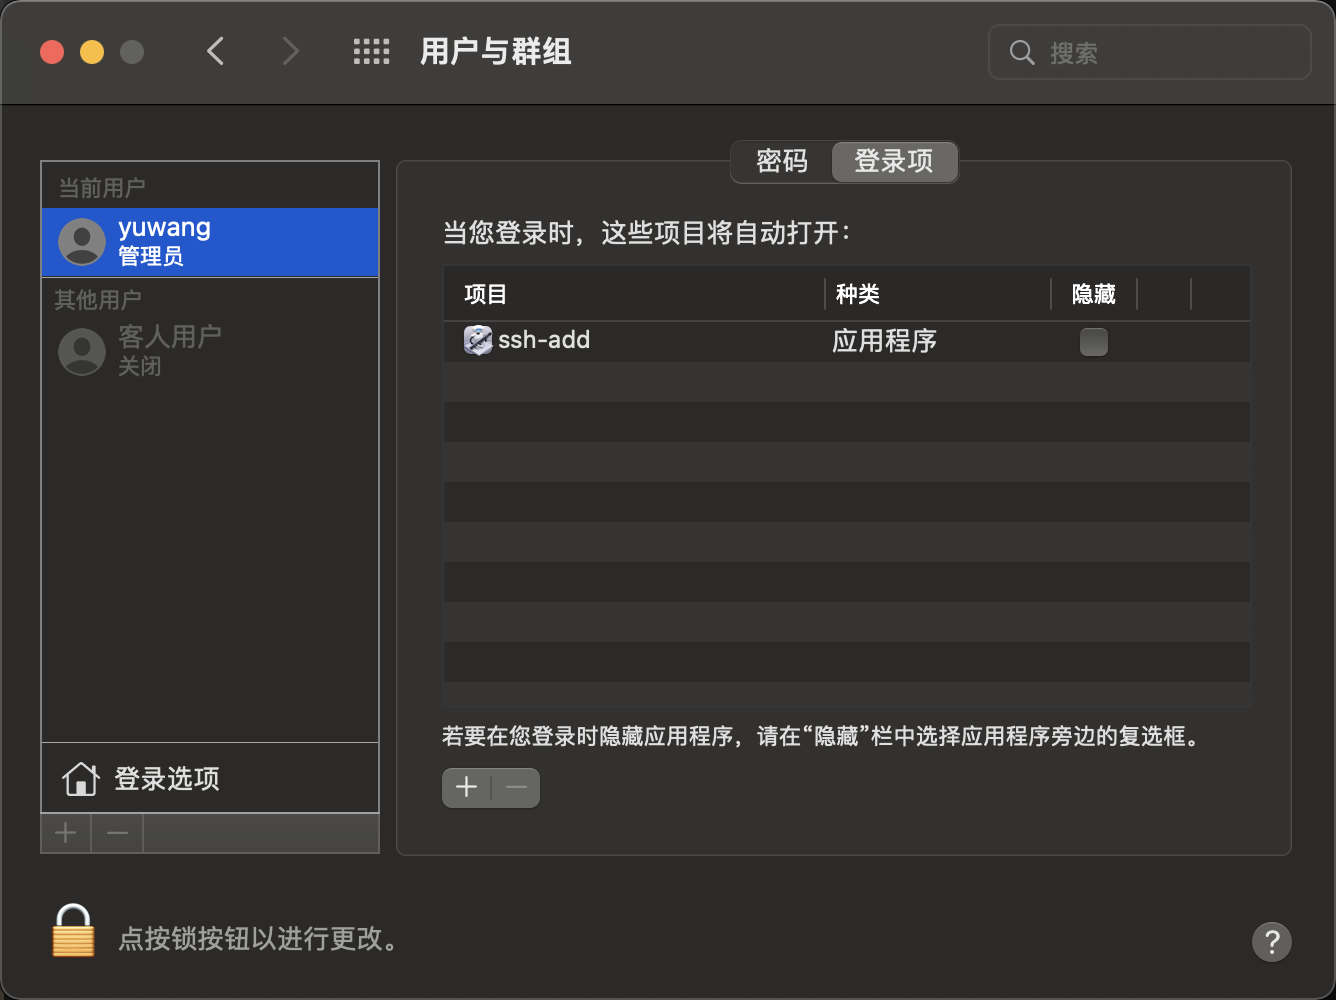 用户与群组
搜索
当前用户
yuwang
管理员
其他用户
客人用户
关闭
登录选项
密码
登录项
当您登录时，这些项目将自动打开：
项目
种类
隐藏
ssh-add
应用程序
若要在您登录时隐藏应用程序，请在“隐藏”栏中选择应用程序旁边的复选框。
点按锁按钮以进行更改。
?